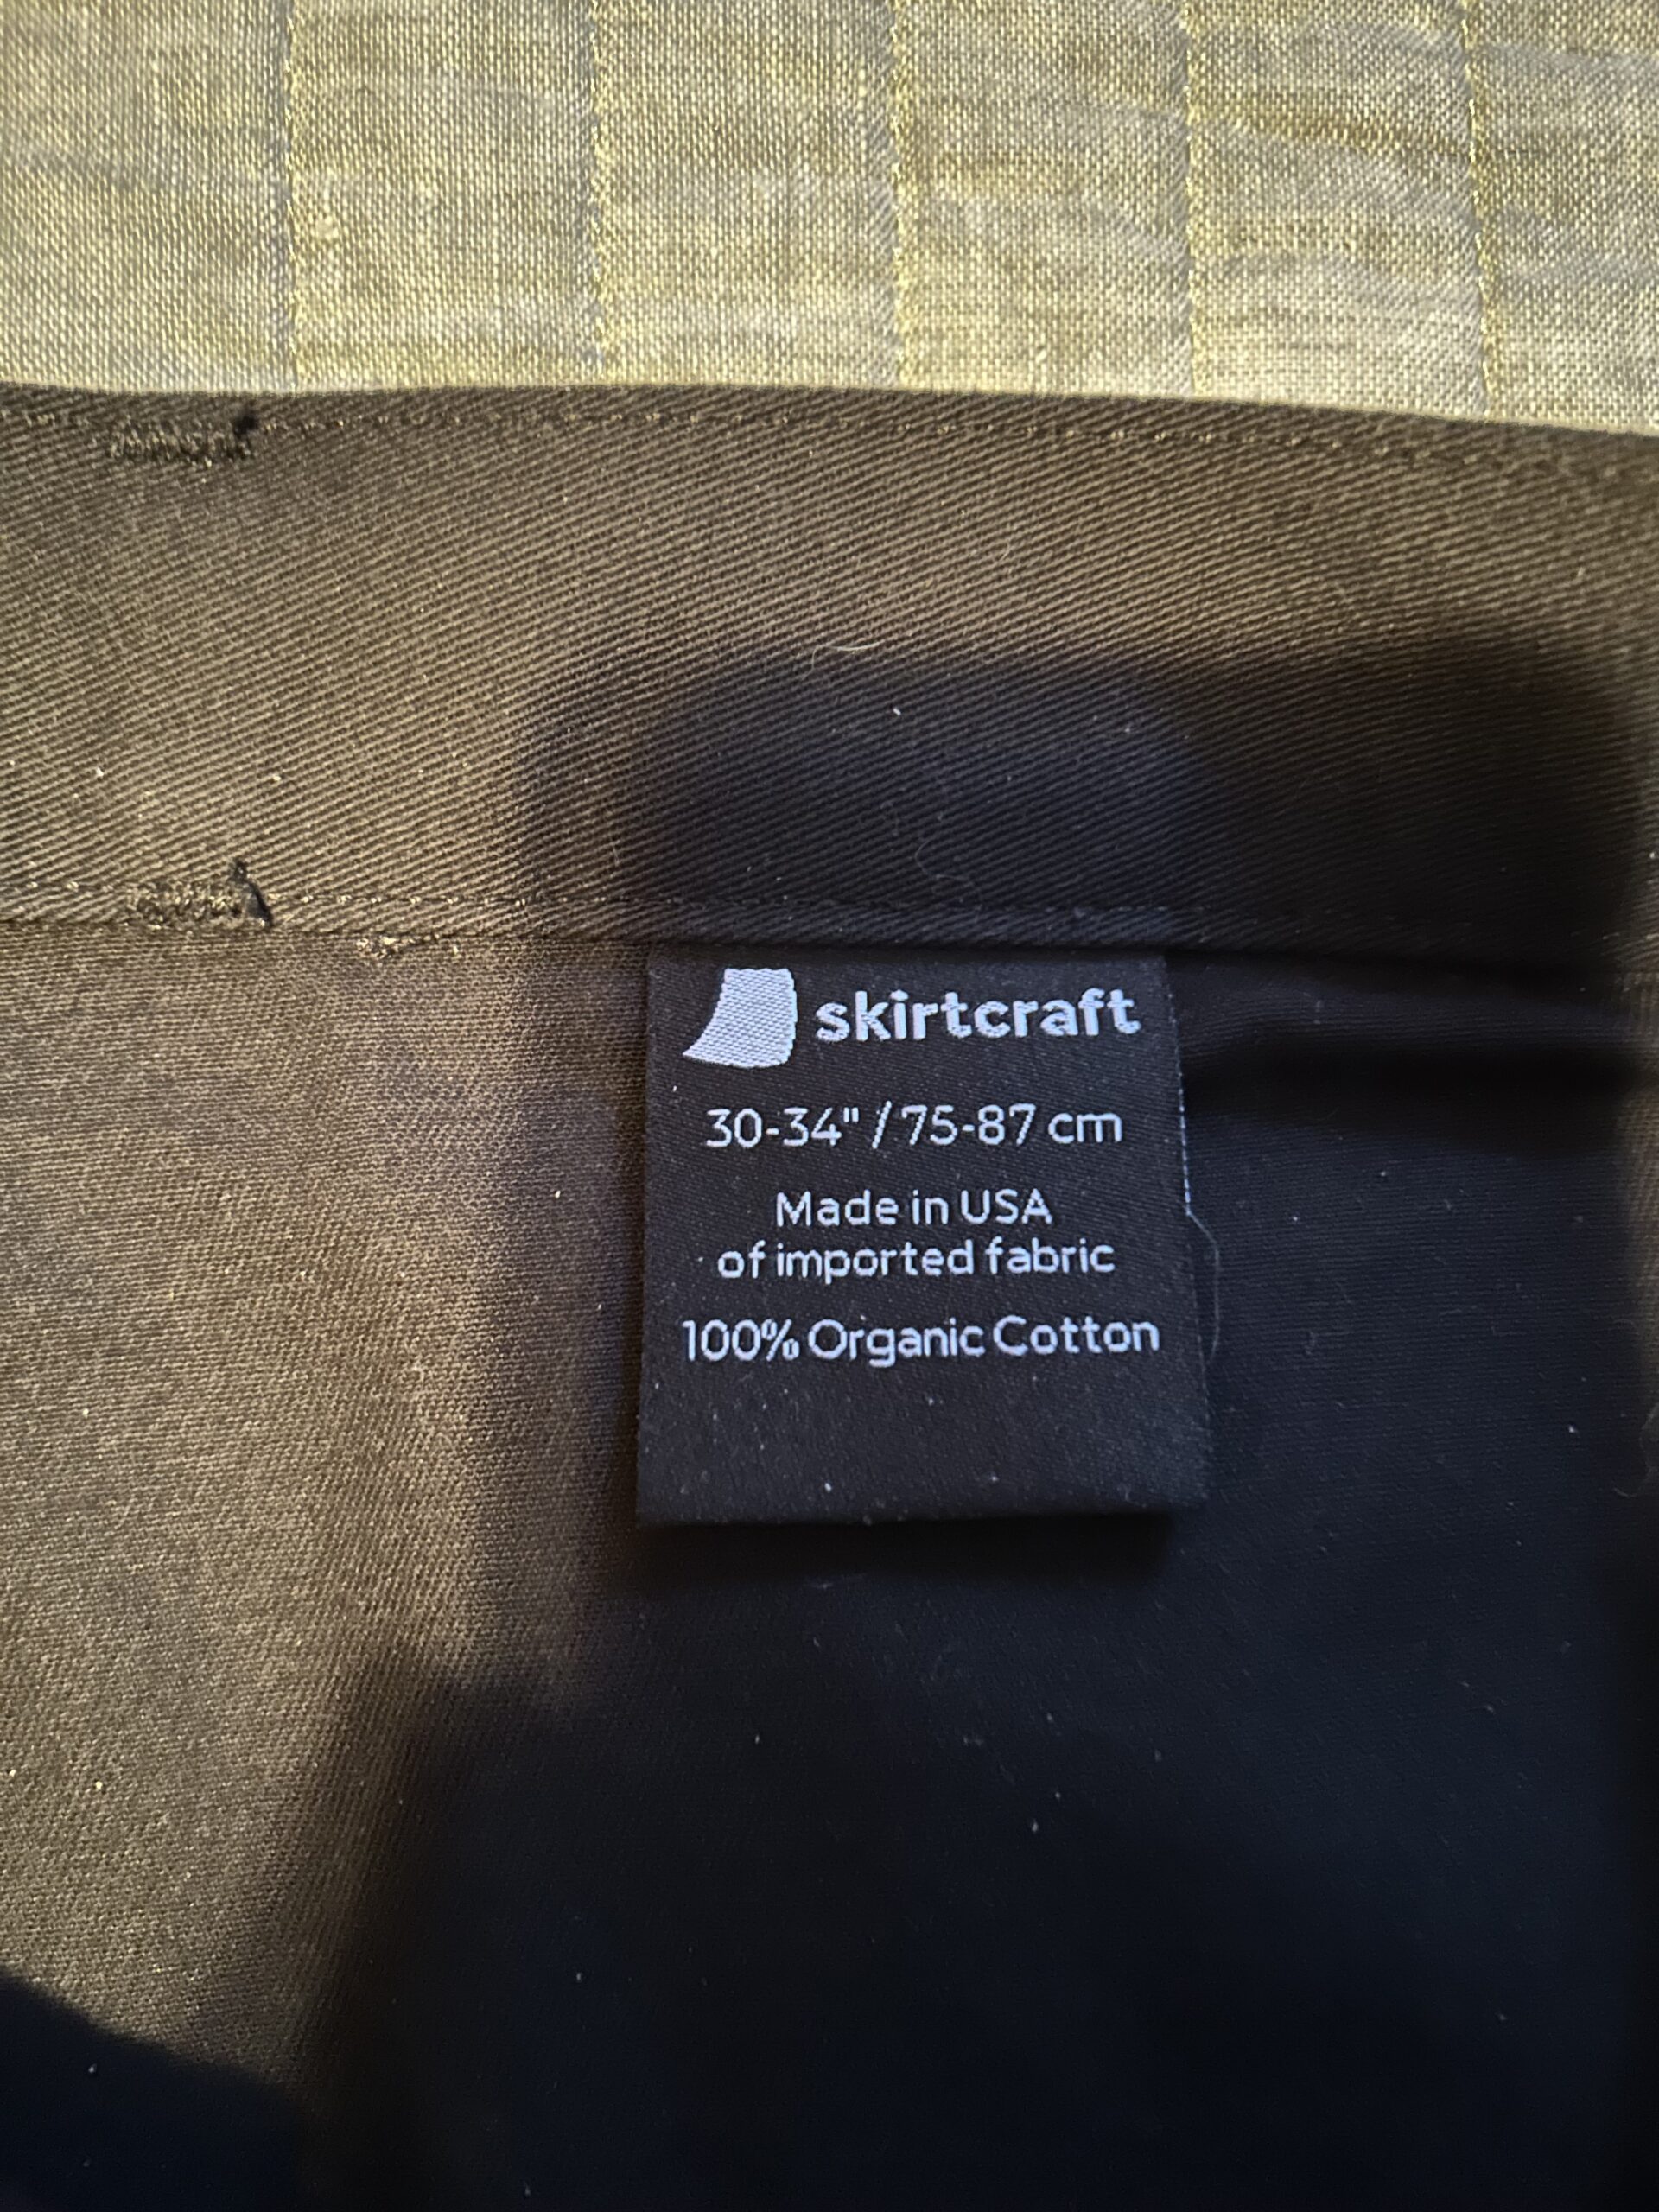 skirtcraft
30-34" / 75-87 cm
Made in USA
of imported fabric
100% Organic Cotton